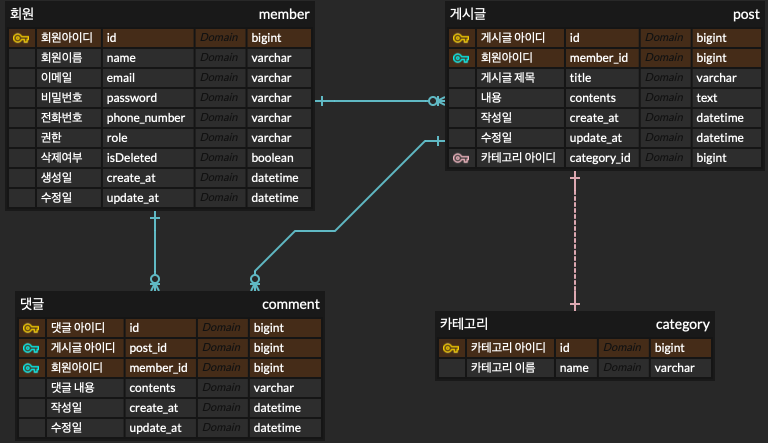 회원 member
회원아이디 id Domain bigint
회원이름 name Domain varchar
이메일 email Domain varchar
비밀번호 password Domain varchar
전화번호 phone_number Domain varchar
권한 role Domain varchar
삭제여부 isDeleted Domain boolean
생성일 create_at Domain datetime
수정일 update_at Domain datetime
게시글 post
게시글 아이디 id Domain bigint
회원아이디 member_id Domain bigint
게시글 제목 title Domain varchar
내용 contents Domain text
작성일 create_at Domain datetime
수정일 update_at Domain datetime
카테고리 아이디 category_id Domain bigint
댓글 comment
댓글 아이디 id Domain bigint
게시글 아이디 post_id Domain bigint
회원아이디 member_id Domain bigint
댓글 내용 contents Domain varchar
작성일 create_at Domain datetime
수정일 update_at Domain datetime
카테고리 category
카테고리 아이디 id Domain bigint
카테고리 이름 name Domain varchar